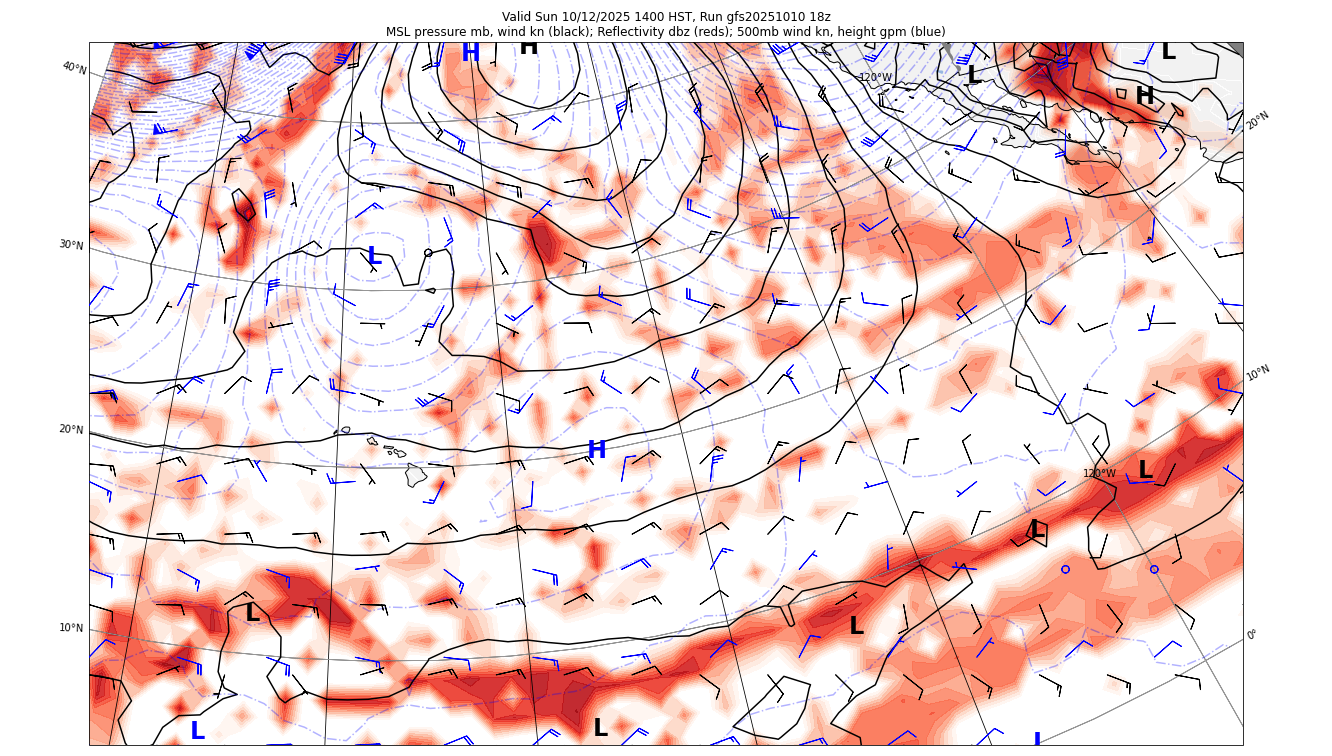 Valid Sun 10/12/2025 1400 HST, Run gfs20251010 18z
MSL pressure mb, wind kn (black); Reflectivity dbz (reds); 500mb wind kn, height gpm (blue)
H
H
L
L
40°N
120°W
H
20°N
30°N
L
10°N
20°N
H
120°W
L
L
10°N
L
L
0°
L
L
L